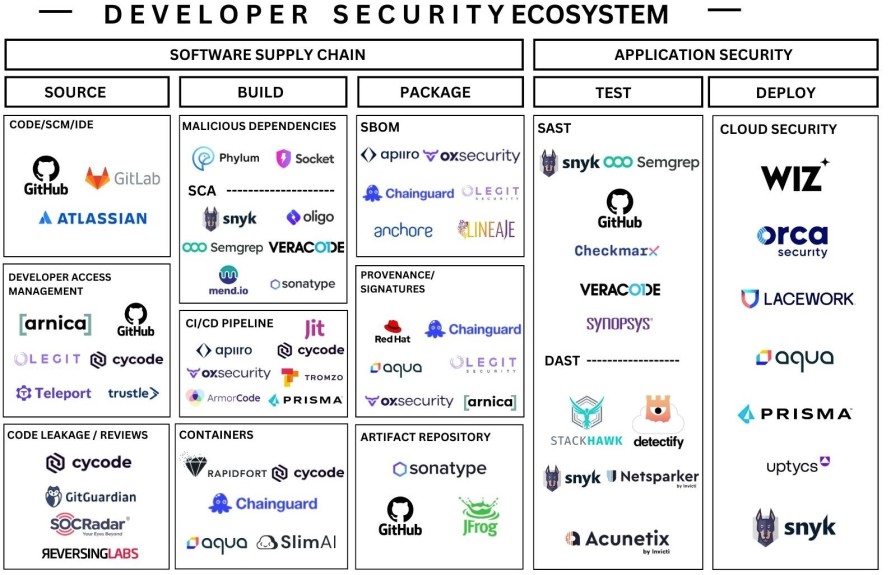 DEVELOPER SECURITY ECOSYSTEM
SOFTWARE SUPPLY CHAIN
APPLICATION SECURITY
SOURCE
BUILD
PACKAGE
TEST
DEPLOY
CODE/SCM/IDE
GitHub
GitLab
ATLASSIAN
DEVELOPER ACCESS
MANAGEMENT
[arnica]
GitHub
LEGIT
cycode
Teleport
trustle
CODE LEAKAGE / REVIEWS
cycode
GitGuardian
SOCRadar®
Your Eyes Beyond
REVERSINGLABS
MALICIOUS DEPENDENCIES
Phylum
Socket
SCA
snyk
oligo
Semgrep
VERACODE
mend.io
sonatype
CI/CD PIPELINE
Jit
apiiro
cycode
oxsecurity
TROMZO
ArmorCode
PRISMA
CONTAINERS
RAPIDFORT
cycode
Chainguard
aqua
SlimAI
SBOM
apiiro
oxsecurity
Chainguard
LEGIT
SECURITY
anchore
LINEAJE
PROVENANCE/
SIGNATURES
Red Hat
Chainguard
aqua
LEGIT
SECURITY
oxsecurity
[arnica]
ARTIFACT REPOSITORY
sonatype
GitHub
JFrog
SAST
snyk
Semgrep
GitHub
Checkmarx
VERACODE
SYNOPSYS®
DAST
STACKHAWK
detectify
snyk
Netsparker
by Invicti
Acunetix
by Invicti
CLOUD SECURITY
WIZ
orca
security
LACEWORK
aqua
PRISMA
uptycs
snyk